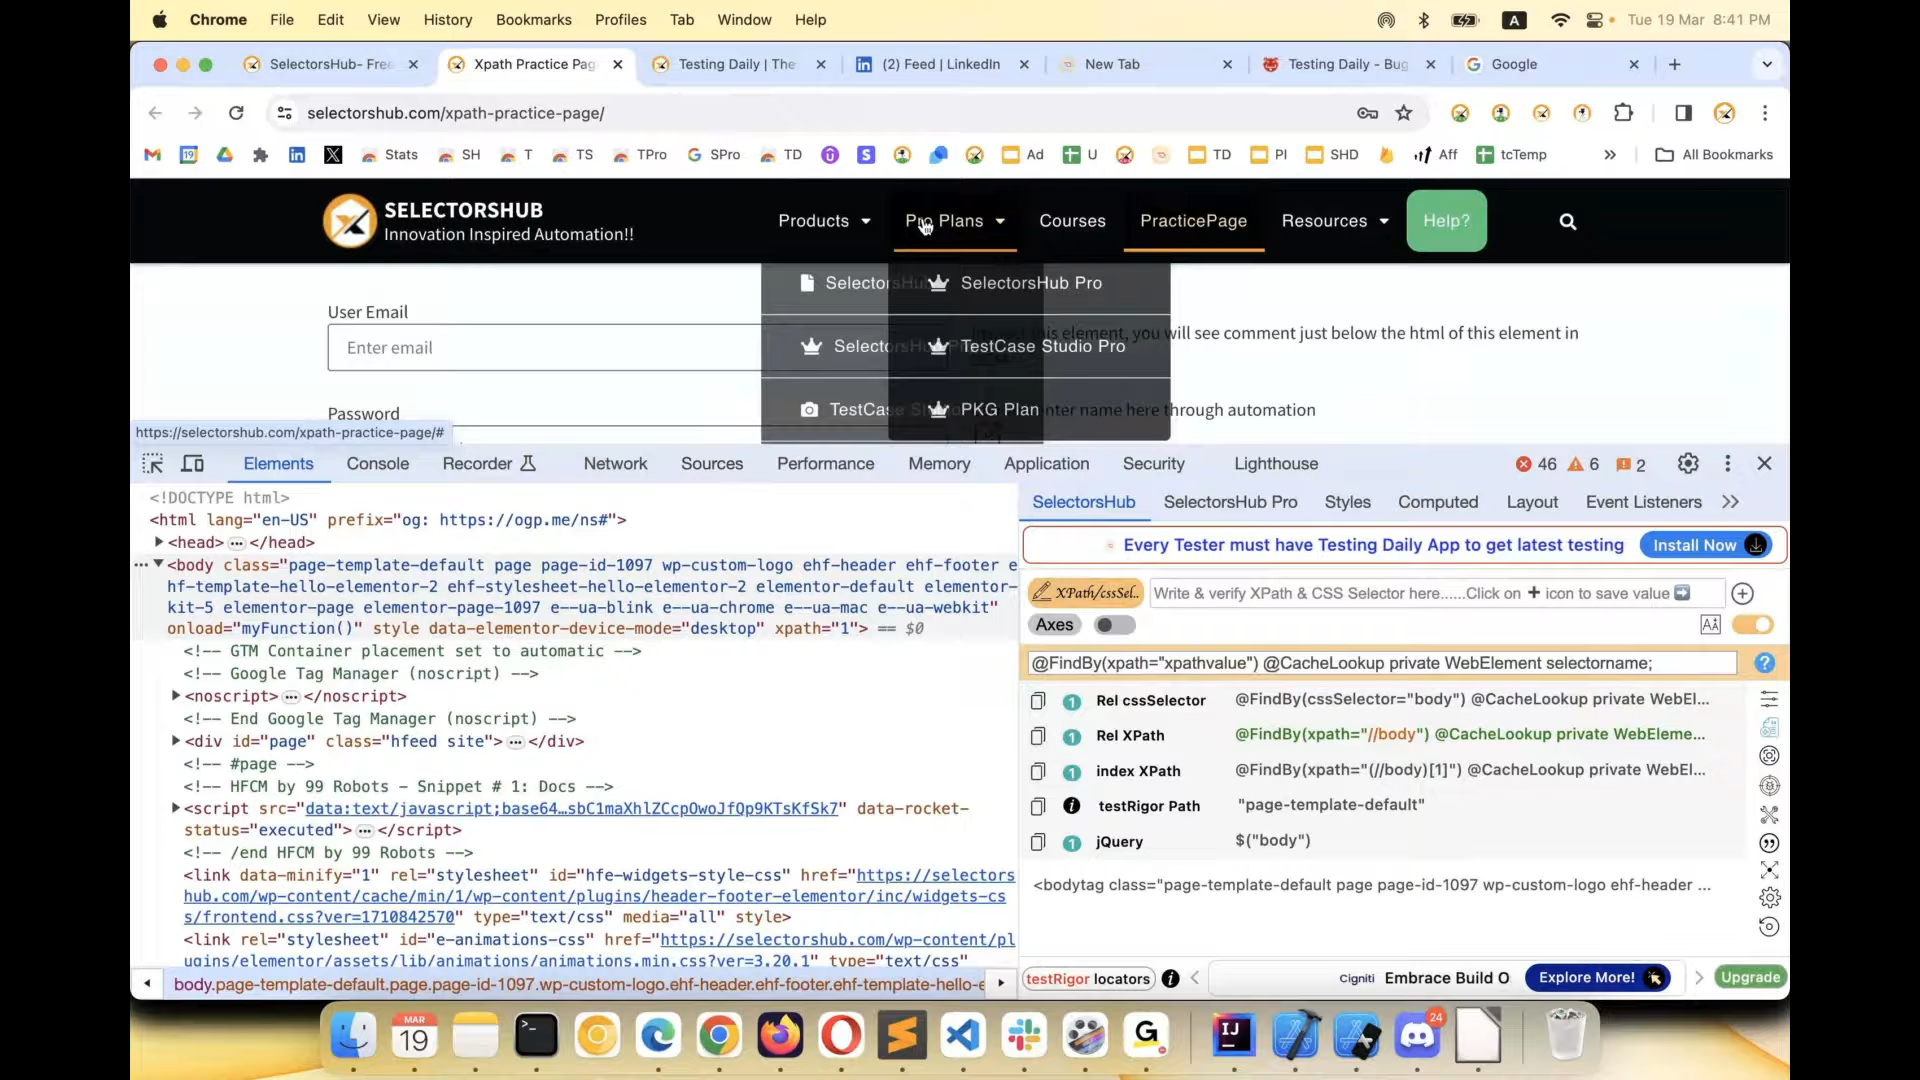 Chrome File Edit View History Bookmarks Profiles Tab Window Help A Tue 19 Mar 8:41 PM
SelectorsHub- Free Xpath Practice Pag Testing Daily | The (2) Feed | LinkedIn New Tab Testing Daily - Bug Google
selectorshub.com/xpath-practice-page/
19 Stats SH T TS TPro SPro TD Ad U TD PI SHD Aff tcTemp All Bookmarks
SELECTORSHUB
Innovation Inspired Automation!!
Products Pro Plans Courses PracticePage Resources Help?
User Email
Enter email
Password
SelectorsHub
TestCase
SelectorsHub Pro
TestCase Studio Pro
PKG Plan
this element, you will see comment just below the html of this element in
nter name here through automation
https://selectorshub.com/xpath-practice-page/#
Elements Console Recorder Network Sources Performance Memory Application Security Lighthouse 46 6 2
<!DOCTYPE html>
<html lang="en-US" prefix="og: https://ogp.me/ns#">
<head> … </head>
<body class="page-template-default page page-id-1097 wp-custom-logo ehf-header ehf-footer e
hf-template-hello-elementor-2 ehf-stylesheet-hello-elementor-2 elementor-default elementor-
kit-5 elementor-page elementor-page-1097 e--ua-blink e--ua-chrome e--ua-mac e--ua-webkit"
onload="myFunction()" style data-elementor-device-mode="desktop" xpath="1"> == $0
<!-- GTM Container placement set to automatic -->
<!-- Google Tag Manager (noscript) -->
<noscript> … </noscript>
<!-- End Google Tag Manager (noscript) -->
<div id="page" class="hfeed site"> … </div>
<!-- #page -->
<!-- HFCM by 99 Robots - Snippet # 1: Docs -->
<script src="data:text/javascript;base64…sbC1maXhlZCcpOwoJfQp9KTsKfSk7" data-rocket-
status="executed"> … </script>
<!-- /end HFCM by 99 Robots -->
<link data-minify="1" rel="stylesheet" id="hfe-widgets-style-css" href="https://selectors
hub.com/wp-content/cache/min/1/wp-content/plugins/header-footer-elementor/inc/widgets-cs
s/frontend.css?ver=1710842570" type="text/css" media="all" style>
<link rel="stylesheet" id="e-animations-css" href="https://selectorshub.com/wp-content/pl
ugins/elementor/assets/lib/animations/animations.min.css?ver=3.20.1" type="text/css"
body.page-template-default.page.page-id-1097.wp-custom-logo.ehf-header.ehf-footer.ehf-template-hello-e
SelectorsHub SelectorsHub Pro Styles Computed Layout Event Listeners
Every Tester must have Testing Daily App to get latest testing Install Now
XPath/cssSel.. Write & verify XPath & CSS Selector here......Click on + icon to save value
Axes
@FindBy(xpath="xpathvalue") @CacheLookup private WebElement selectorname; ?
1 Rel cssSelector @FindBy(cssSelector="body") @CacheLookup private WebEl...
1 Rel XPath @FindBy(xpath="//body") @CacheLookup private WebEleme...
1 index XPath @FindBy(xpath="(//body)[1]") @CacheLookup private WebEl...
i testRigor Path "page-template-default"
1 jQuery $("body")
<bodytag class="page-template-default page page-id-1097 wp-custom-logo ehf-header ...
testRigor locators i Cigniti Embrace Build O Explore More! Upgrade
MAR
19 G IJ 24